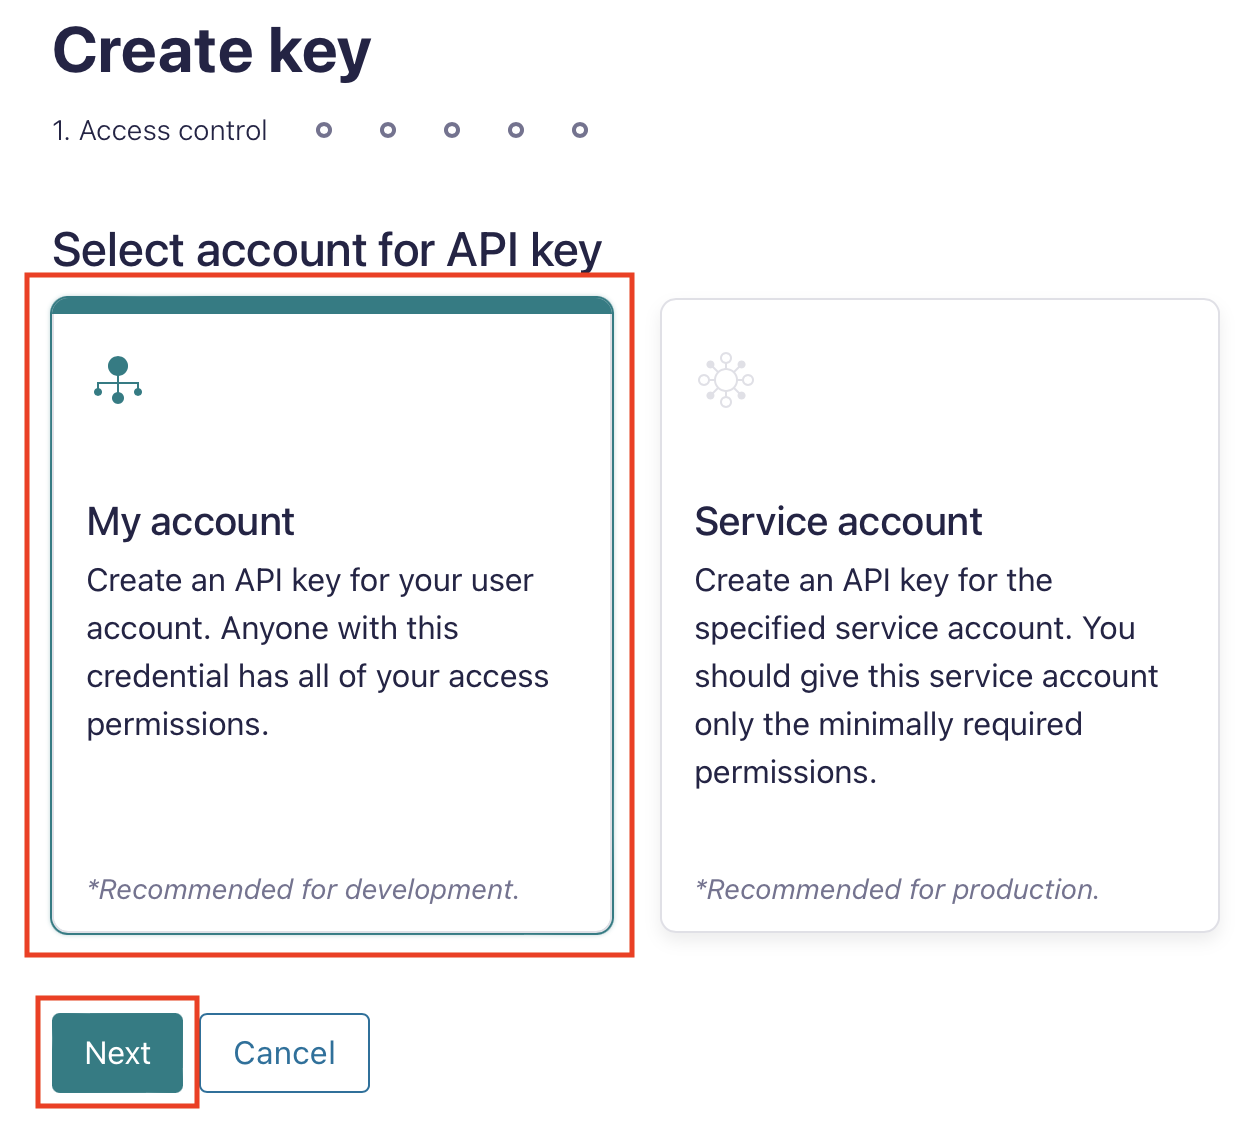 Create key
1. Access control
Select account for API key
My account
Create an API key for your user
account. Anyone with this
credential has all of your access
permissions.
*Recommended for development.
Service account
Create an API key for the
specified service account. You
should give this service account
only the minimally required
permissions.
*Recommended for production.
Next
Cancel